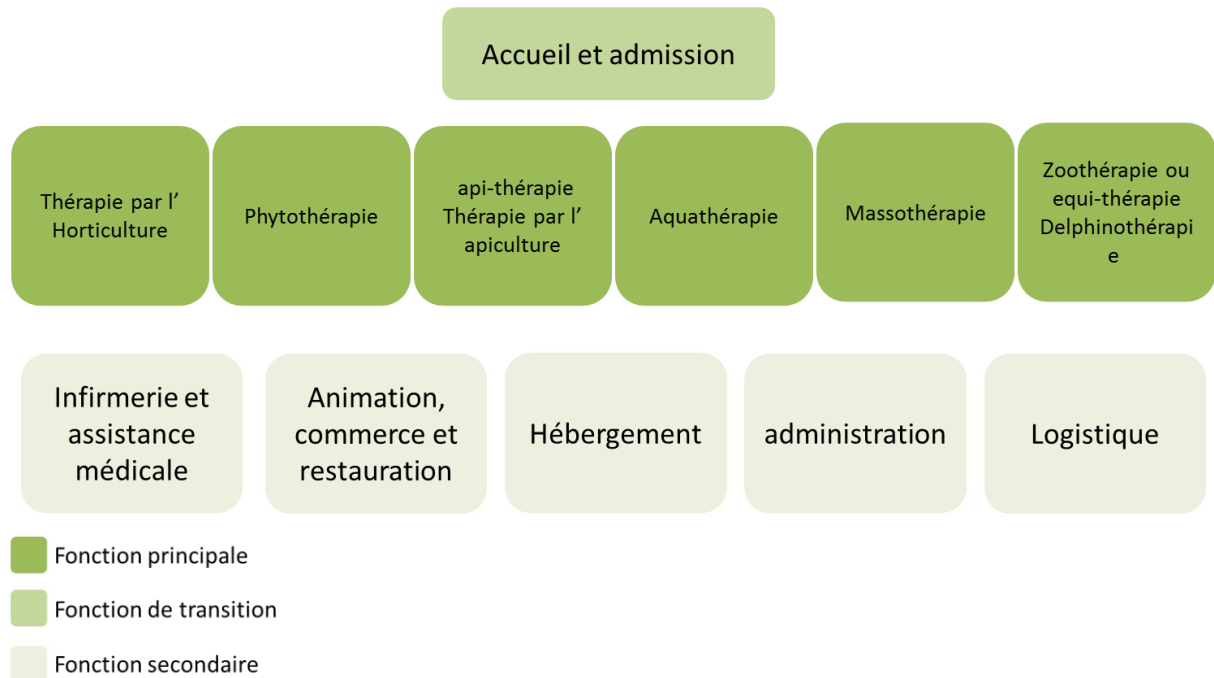 Accueil et admission
Thérapie par l’
Horticulture
Phytothérapie
api-thérapie
Thérapie par l’
apiculture
Aquathérapie
Massothérapie
Zoothérapie ou
equi-thérapie
Delphinothérapi
e
Infirmerie et
assistance
médicale
Animation,
commerce et
restauration
Hébergement
administration
Logistique
Fonction principale
Fonction de transition
Fonction secondaire